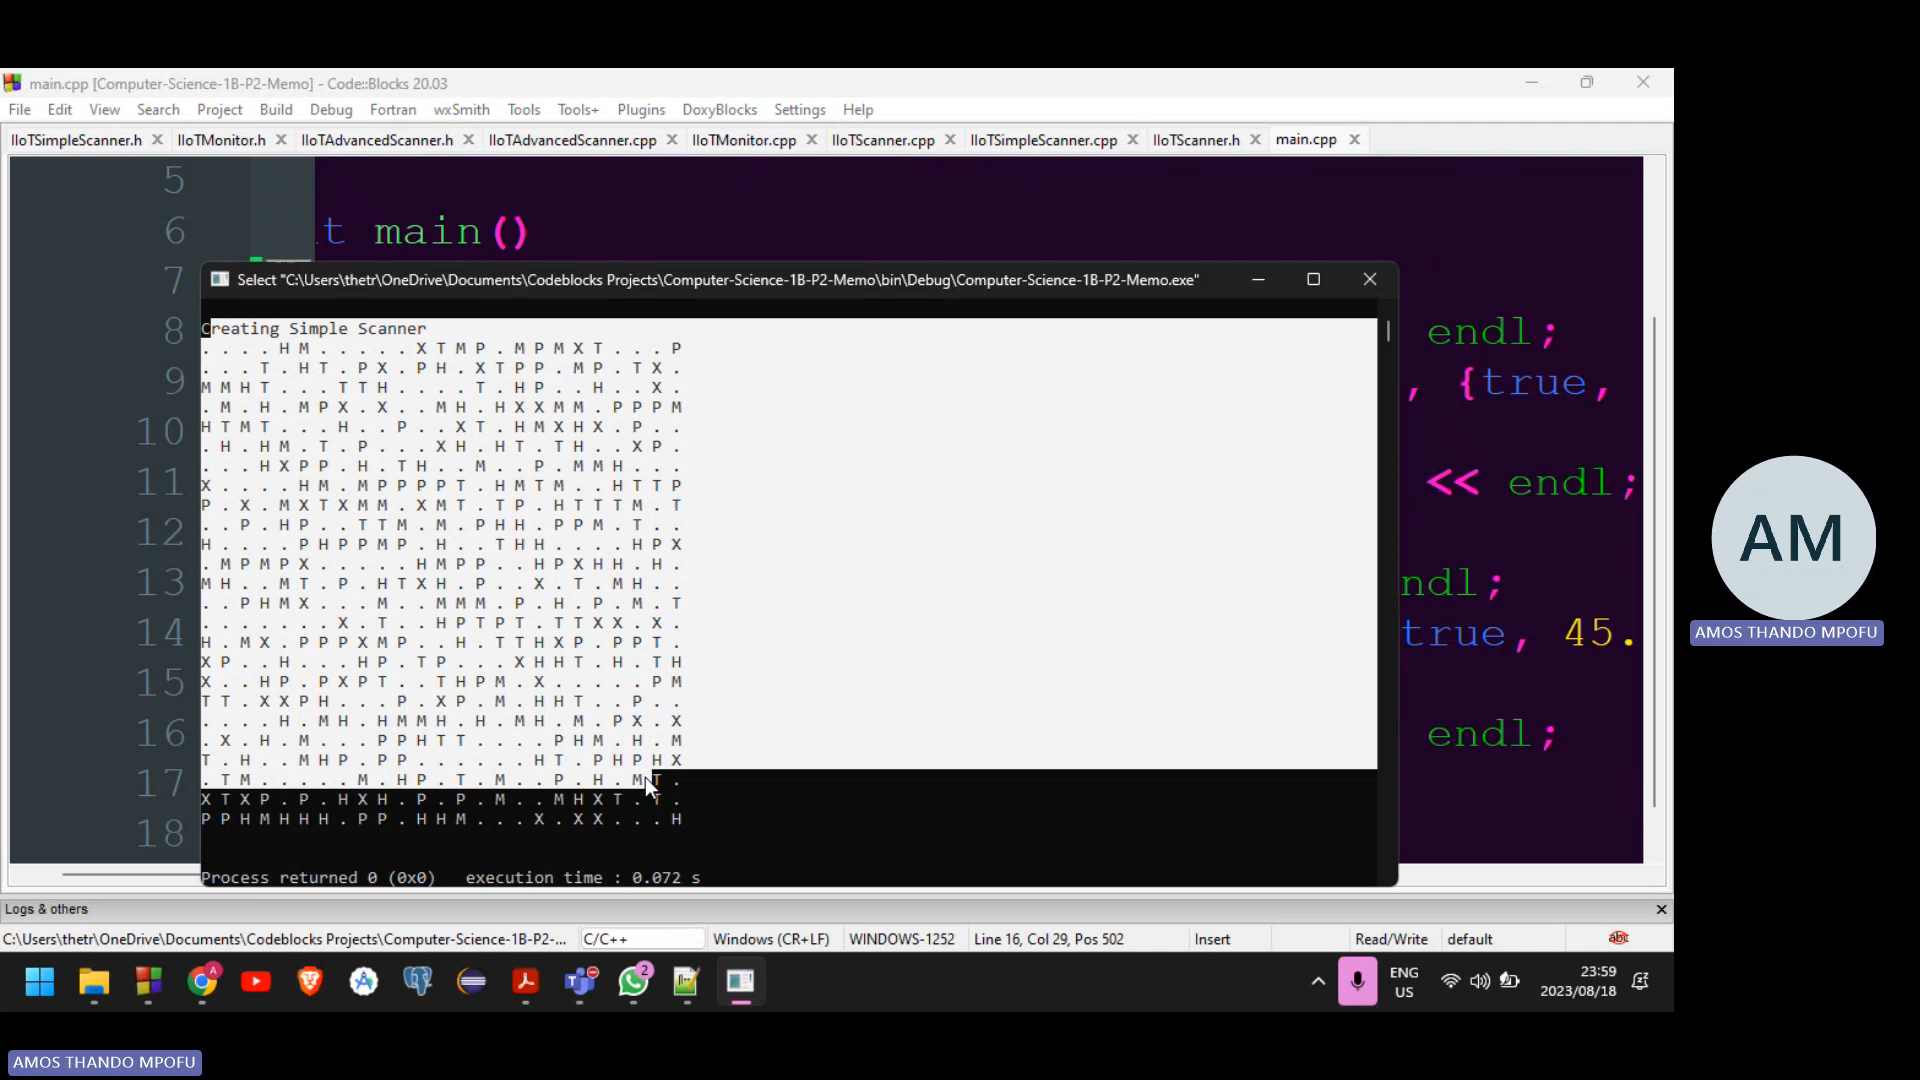 main.cpp [Computer-Science-1B-P2-Memo] - Code::Blocks 20.03
File Edit View Search Project Build Debug Fortran wxSmith Tools Tools+ Plugins DoxyBlocks Settings Help
IIoTSimpleScanner.h IIoTMonitor.h IIoTAdvancedScanner.h IIoTAdvancedScanner.cpp IIoTMonitor.cpp IIoTScanner.cpp IIoTSimpleScanner.cpp IIoTScanner.h main.cpp
5
6 t main()
7
Select "C:\Users\thetr\OneDrive\Documents\Codeblocks Projects\Computer-Science-1B-P2-Memo\bin\Debug\Computer-Science-1B-P2-Memo.exe"
8 endl;
9 , {true,
10
11 << endl;
12
13 ndl;
14 true, 45.
15
16 endl;
17
18
Creating Simple Scanner
. . . . H M . . . . . X T M P . M P M X T . . . P
. . . T . H T . P X . P H . X T P P . M P . T X .
M M H T . . . T T H . . . . T . H P . . H . . X .
. M . H . M P X . X . . M H . H X X M M . P P P M
H T M T . . . H . . P . . X T . H M X H X . P . .
. H . H M . T . P . . . X H . H T . T H . . X P .
. . . H X P P . H . T H . . M . . P . M M H . . .
X . . . . H M . M P P P P T . H M T M . . H T T P
P . X . M X T X M M . X M T . T P . H T T T M . T
. . P . H P . . T T M . M . P H H . P P M . T . .
H . . . . P H P P M P . H . . T H H . . . . H P X
. M P M P X . . . . . H M P P . . H P X H H . H .
M H . . M T . P . H T X H . P . . X . T . M H . .
. . P H M X . . . M . . M M M . P . H . P . M . T
. . . . . . . X . T . . H P T P T . T T X X . X .
H . M X . P P P X M P . . H . T T H X P . P P T .
X P . . H . . . H P . T P . . . X H H T . H . T H
X . . H P . P X P T . . T H P M . X . . . . . P M
T T . X X P H . . . P . X P . M . H H T . . P . .
. . . . H . M H . H M M H . H . M H . M . P X . X
. X . H . M . . . P P H T T . . . . P H M . H . M
T . H . . M H P . P P . . . . . . H T . P H P H X
. T M . . . . . M . H P . T . M . . P . H . M T .
X T X P . P . H X H . P . P . M . . M H X T . T .
P P H M H H H . P P . H H M . . . X . X X . . . H
Process returned 0 (0x0) execution time : 0.072 s
AM
AMOS THANDO MPOFU
Logs & others
C:\Users\thetr\OneDrive\Documents\Codeblocks Projects\Computer-Science-1B-P2-... C/C++ Windows (CR+LF) WINDOWS-1252 Line 16, Col 29, Pos 502 Insert Read/Write default abc
A 2 ENG US 23:59 2023/08/18
AMOS THANDO MPOFU